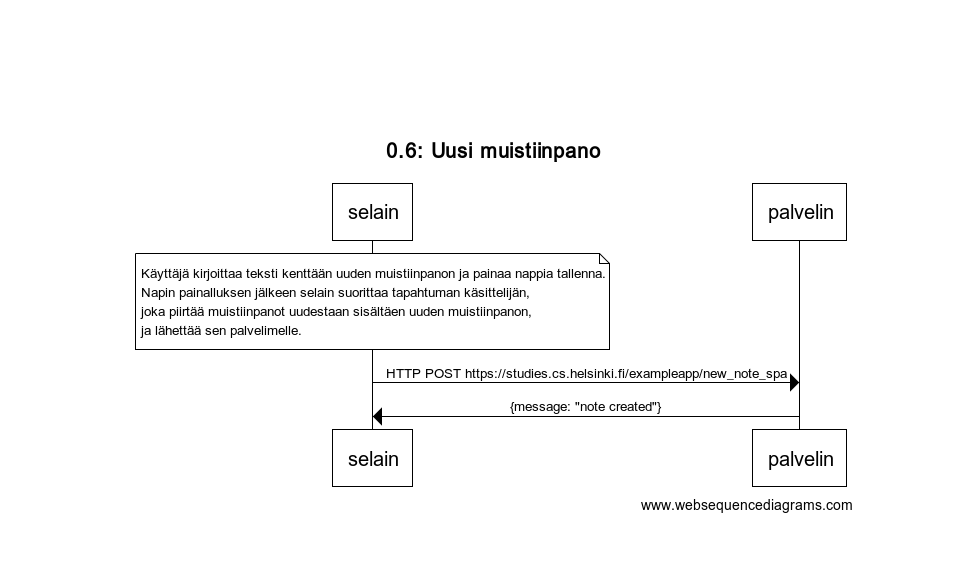 0.6: Uusi muistiinpano
selain
palvelin
Käyttäjä kirjoittaa teksti kenttään uuden muistiinpanon ja painaa nappia tallenna.
Napin painalluksen jälkeen selain suorittaa tapahtuman käsittelijän,
joka piirtää muistiinpanot uudestaan sisältäen uuden muistiinpanon,
ja lähettää sen palvelimelle.
HTTP POST https://studies.cs.helsinki.fi/exampleapp/new_note_spa
{message: "note created"}
selain
palvelin
www.websequencediagrams.com